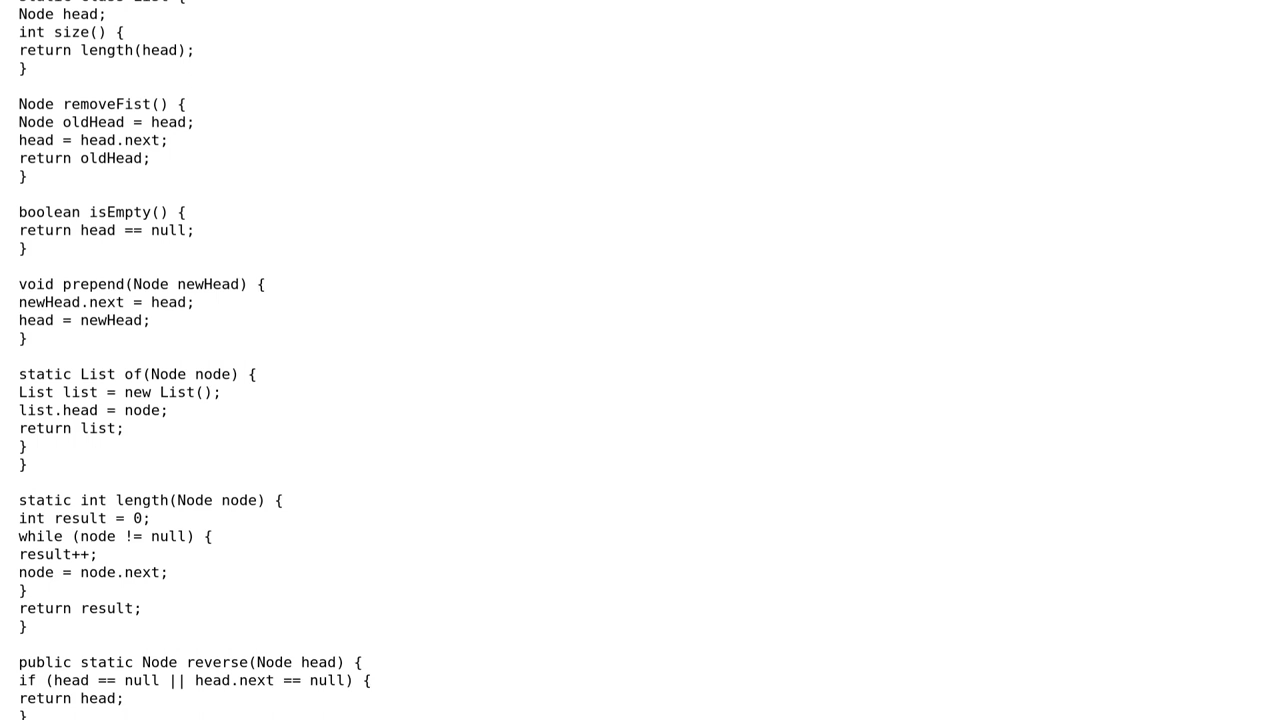 Node head;
int size() {
return length(head);
}

Node removeFist() {
Node oldHead = head;
head = head.next;
return oldHead;
}

boolean isEmpty() {
return head == null;
}

void prepend(Node newHead) {
newHead.next = head;
head = newHead;
}

static List of(Node node) {
List list = new List();
list.head = node;
return list;
}
}

static int length(Node node) {
int result = 0;
while (node != null) {
result++;
node = node.next;
}
return result;
}

public static Node reverse(Node head) {
if (head == null || head.next == null) {
return head;
}